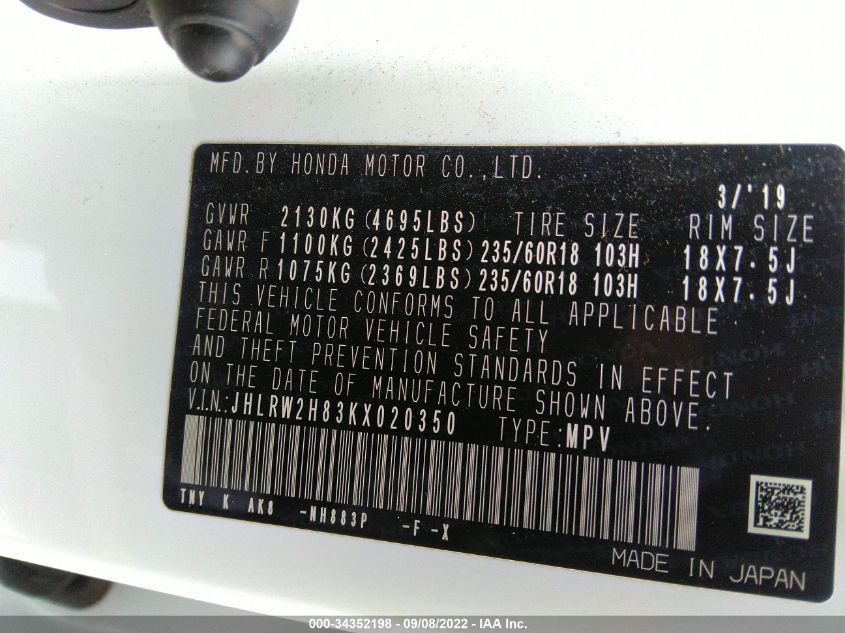 MFD. BY HONDA MOTOR CO., LTD.
3/'19
GVWR 2130KG (4695LBS) TIRE SIZE RIM SIZE
GAWR F 1100KG (2425LBS) 235/60R18 103H 18X7.5J
GAWR R 1075KG (2369LBS) 235/60R18 103H 18X7.5J
THIS VEHICLE CONFORMS TO ALL APPLICABLE
FEDERAL MOTOR VEHICLE SAFETY
AND THEFT PREVENTION STANDARDS IN EFFECT
ON THE DATE OF MANUFACTURE SHOWN ABOVE.
V.I.N.: JHLRW2H83KX020350 TYPE: MPV
TNY K AK8 -NH883P -F -X
MADE IN JAPAN
000-34352198 - 09/08/2022 - IAA Inc.